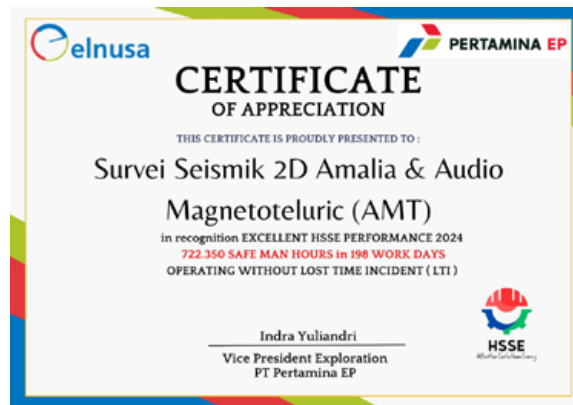 elnusa
PERTAMINA EP
CERTIFICATE
OF APPRECIATION
THIS CERTIFICATE IS PROUDLY PRESENTED TO :
Survei Seismik 2D Amalia & Audio
Magnetoteluric (AMT)
in recognition EXCELLENT HSSE PERFORMANCE 2024
722.350 SAFE MAN HOURS in 198 WORK DAYS
OPERATING WITHOUT LOST TIME INCIDENT ( LTI )
Indra Yuliandri
Vice President Exploration
PT Pertamina EP
HSSE